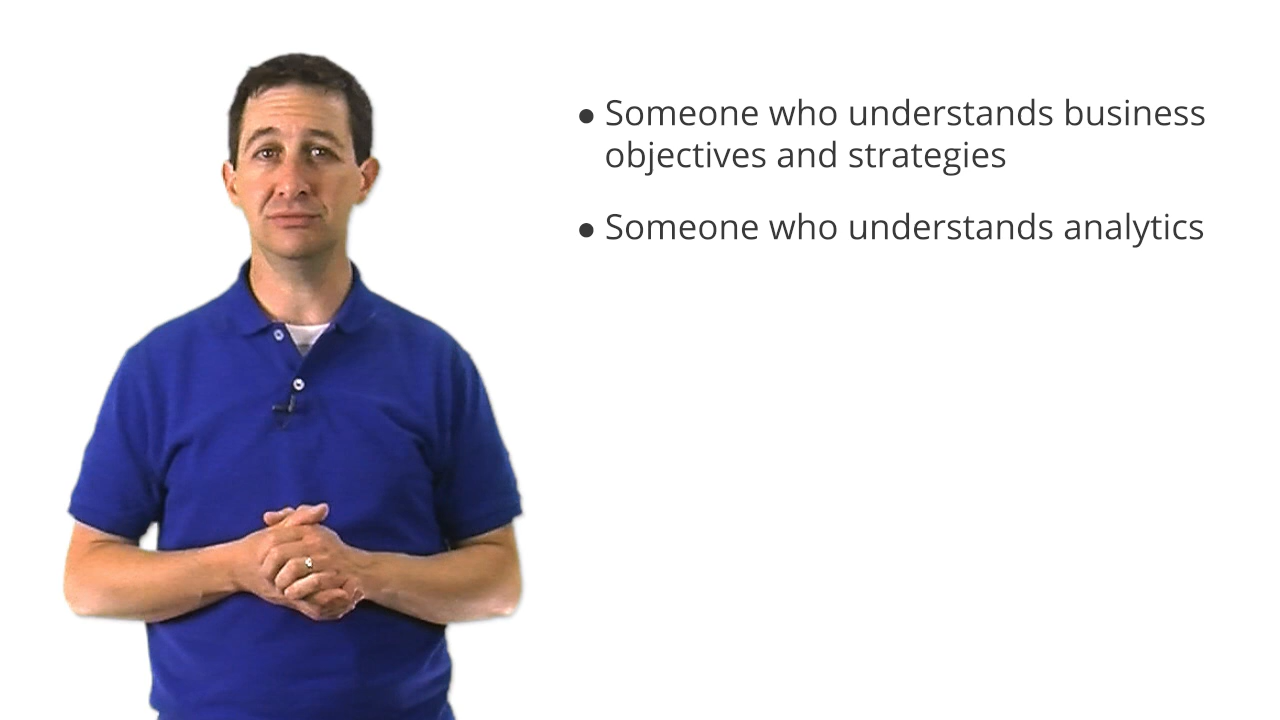 • Someone who understands business
objectives and strategies
• Someone who understands analytics